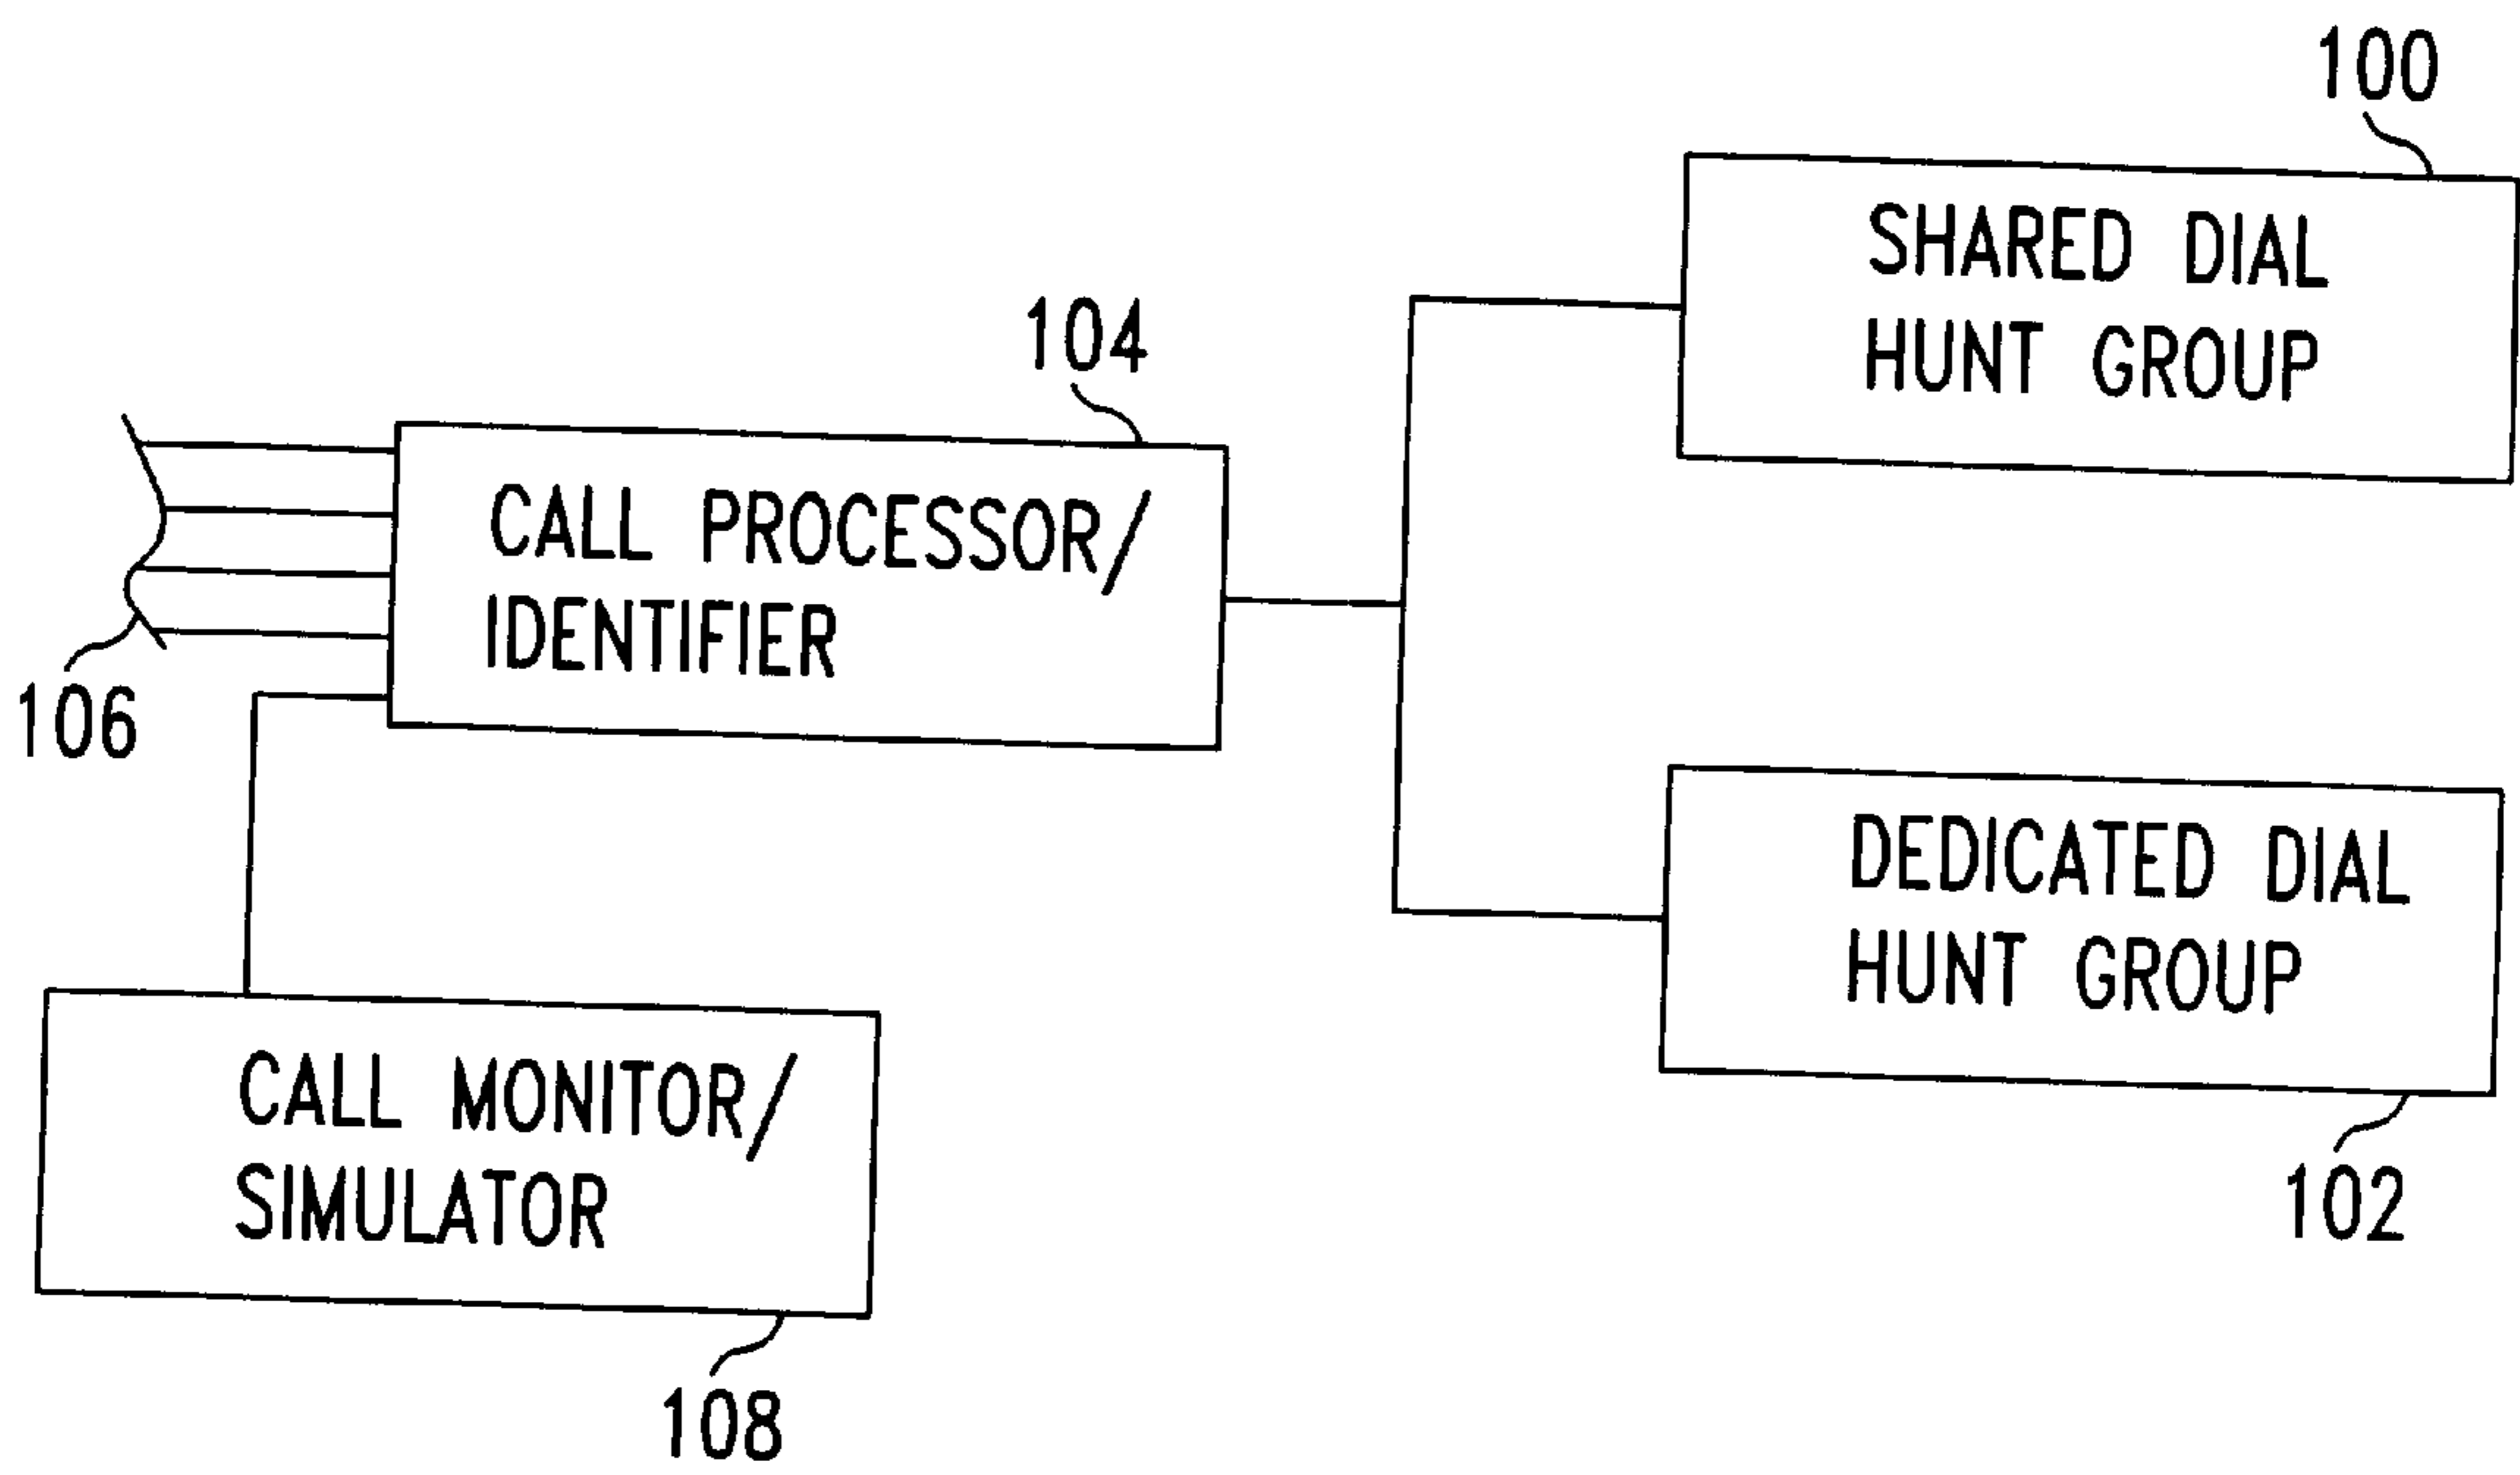 100
SHARED DIAL
HUNT GROUP
104
CALL PROCESSOR/
IDENTIFIER
106
DEDICATED DIAL
HUNT GROUP
102
CALL MONITOR/
SIMULATOR
108